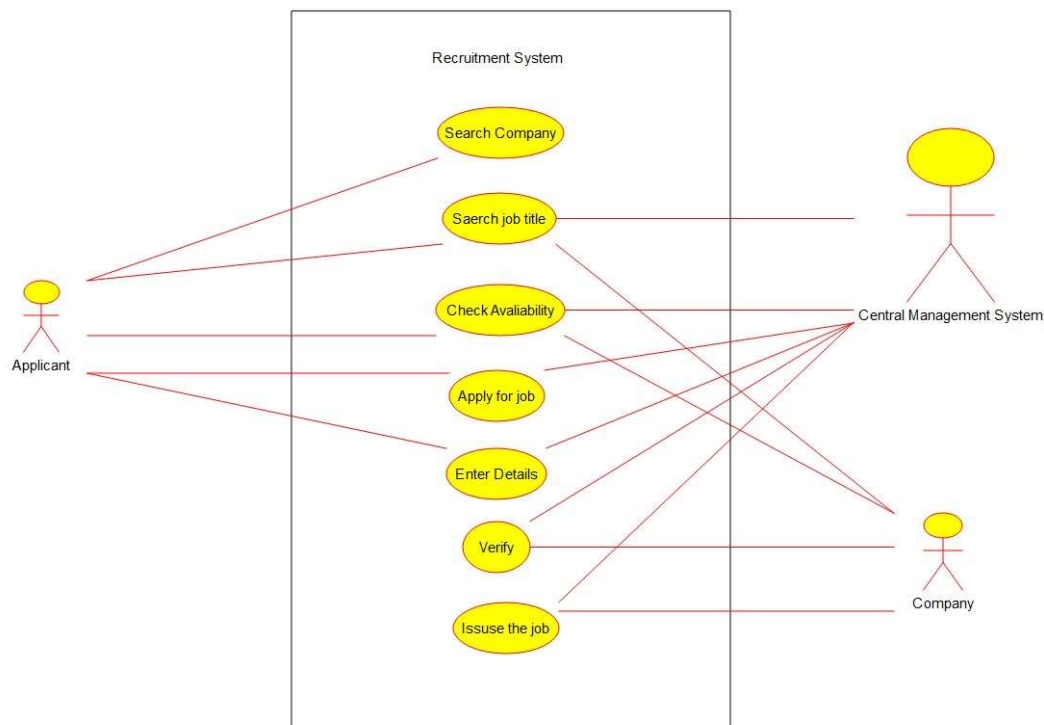 Recruitment System
Search Company
Saerch job title
Check Avaliability
Central Management System
Applicant
Apply for job
Enter Details
Verify
Company
Issuse the job